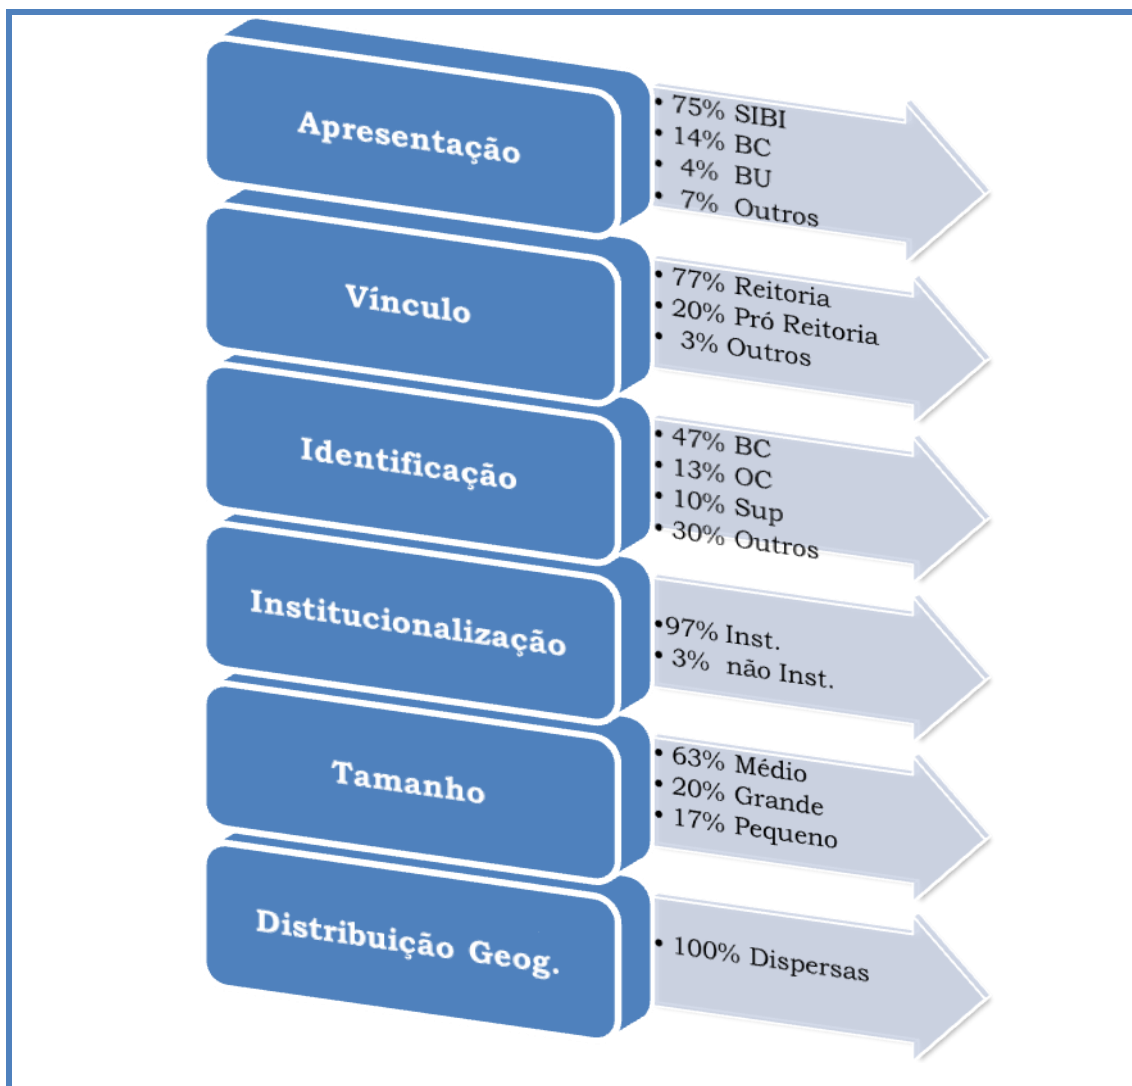 Apresentação
• 75% SIBI
• 14% BC
• 4% BU
• 7% Outros
Vínculo
• 77% Reitoria
• 20% Pró Reitoria
• 3% Outros
Identificação
• 47% BC
• 13% OC
• 10% Sup
• 30% Outros
Institucionalização
•97% Inst.
• 3% não Inst.
Tamanho
• 63% Médio
• 20% Grande
• 17% Pequeno
Distribuição Geog.
• 100% Dispersas